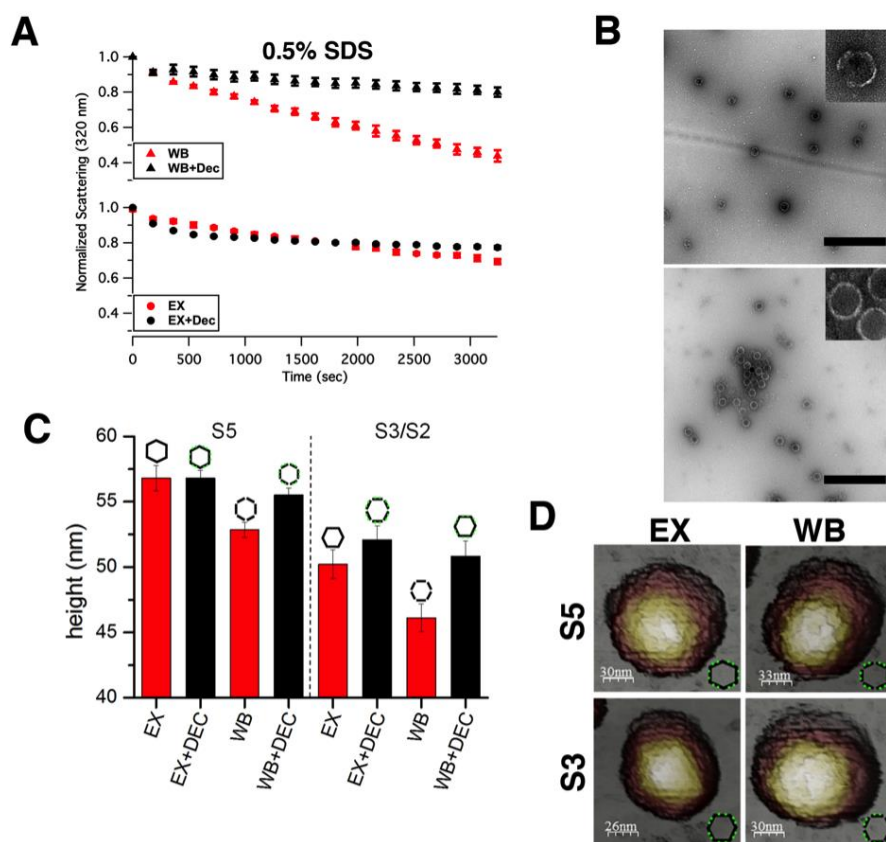 A
0.5% SDS
Normalized Scattering (320 nm)
1.0
0.8
0.6
0.4
WB
WB+Dec
1.0
0.8
0.6
0.4
EX
EX+Dec
0 500 1000 1500 2000 2500 3000
Time (sec)
B
C
height (nm)
60
55
50
45
40
S5 S3/S2
EX EX+DEC WB WB+DEC EX EX+DEC WB WB+DEC
D
EX WB
S5
30nm 33nm
S3
26nm 30nm